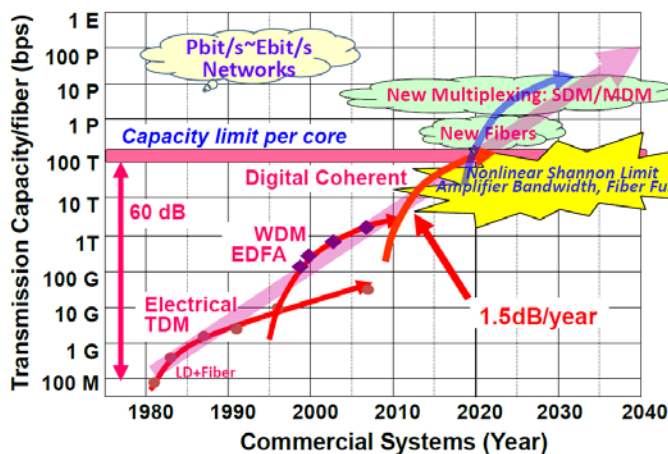 Transmission Capacity/fiber (bps)
1 E
100 P
10 P
1 P
100 T
10 T
1T
100 G
10 G
1 G
100 M
Pbit/s~Ebit/s
Networks
New Multiplexing: SDM/MDM
New Fibers
Capacity limit per core
Nonlinear Shannon Limit
Amplifier Bandwidth, Fiber Fu
Digital Coherent
60 dB
WDM
EDFA
Electrical
TDM
1.5dB/year
LD+Fiber
1980 1990 2000 2010 2020 2030 2040
Commercial Systems (Year)